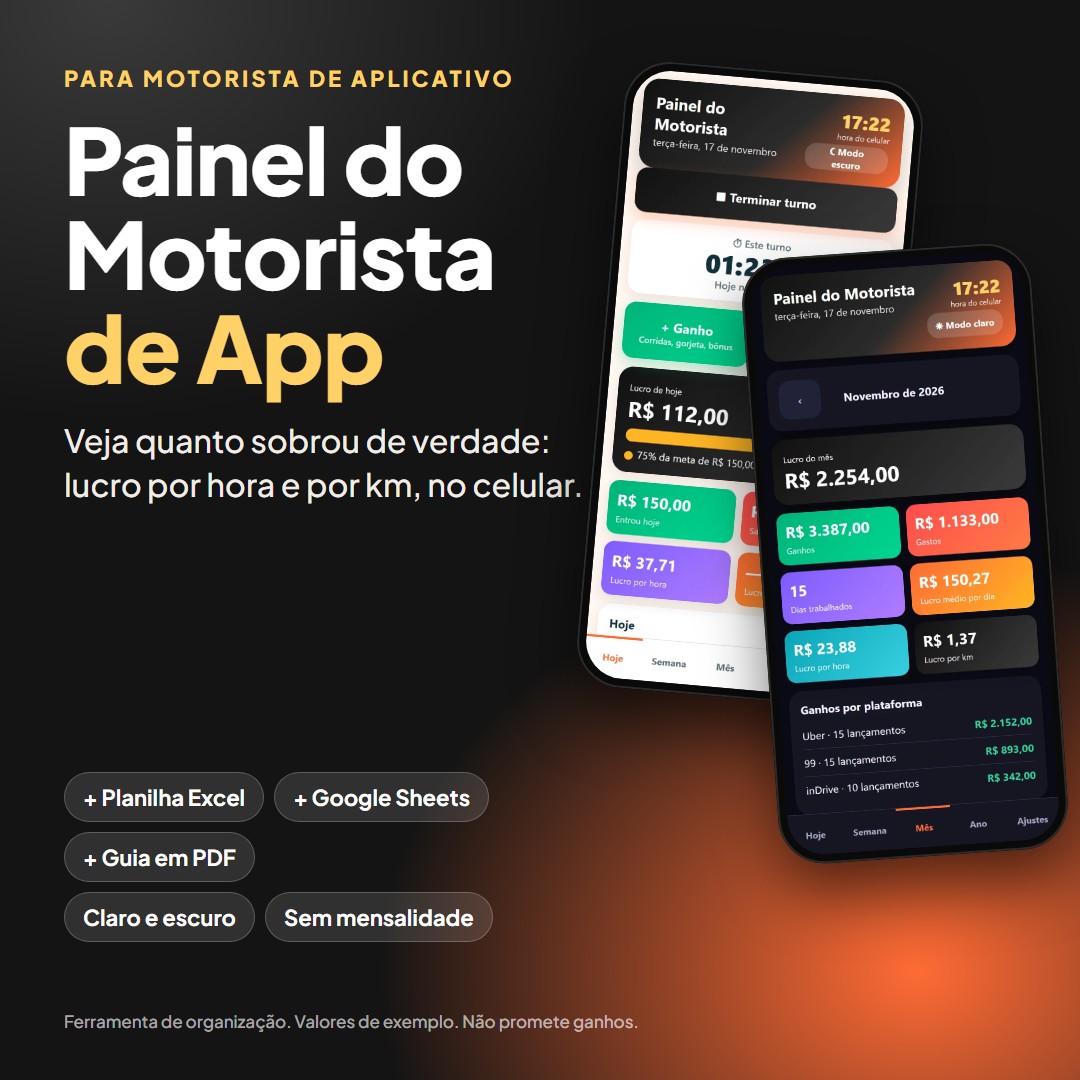 PARA MOTORISTA DE APLICATIVO
Painel do
Motorista
de App
Veja quanto sobrou de verdade:
lucro por hora e por km, no celular.
+ Planilha Excel
+ Google Sheets
+ Guia em PDF
Claro e escuro
Sem mensalidade
Ferramenta de organização. Valores de exemplo. Não promete ganhos.
Painel do
Motorista
terça-feira, 17 de novembro
17:22
hora do celular
Modo
escuro
Terminar turno
Este turno
01:2
Hoje
+ Ganho
Corridas, gorjeta, bônus
Lucro de hoje
R$ 112,00
75% da meta de R$ 150,00
R$ 150,00
Entrou hoje
R$ 37,71
Lucro por hora
Hoje
Hoje
Semana
Mês
Painel do Motorista
terça-feira, 17 de novembro
17:22
hora do celular
Modo claro
‹
Novembro de 2026
Lucro do mês
R$ 2.254,00
R$ 3.387,00
Ganhos
R$ 1.133,00
Gastos
15
Dias trabalhados
R$ 150,27
Lucro médio por dia
R$ 23,88
Lucro por hora
R$ 1,37
Lucro por km
Ganhos por plataforma
Uber · 15 lançamentos R$ 2.152,00
99 · 15 lançamentos R$ 893,00
inDrive · 10 lançamentos R$ 342,00
Hoje
Semana
Mês
Ano
Ajustes